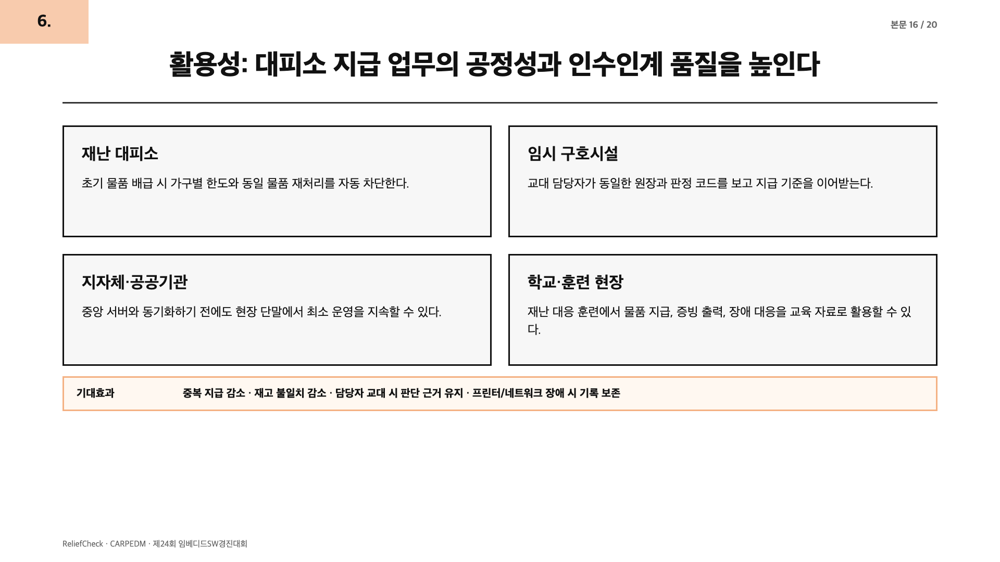 6.
본문 16 / 20
활용성: 대피소 지급 업무의 공정성과 인수인계 품질을 높인다
재난 대피소
초기 물품 배급 시 가구별 한도와 동일 물품 재처리를 자동 차단한다.
임시 구호시설
교대 담당자가 동일한 원장과 판정 코드를 보고 지급 기준을 이어받는다.
지자체·공공기관
중앙 서버와 동기화하기 전에도 현장 단말에서 최소 운영을 지속할 수 있다.
학교·훈련 현장
재난 대응 훈련에서 물품 지급, 증빙 출력, 장애 대응을 교육 자료로 활용할 수 있
다.
기대효과 중복 지급 감소 · 재고 불일치 감소 · 담당자 교대 시 판단 근거 유지 · 프린터/네트워크 장애 시 기록 보존
ReliefCheck · CARPEDM · 제24회 임베디드SW경진대회